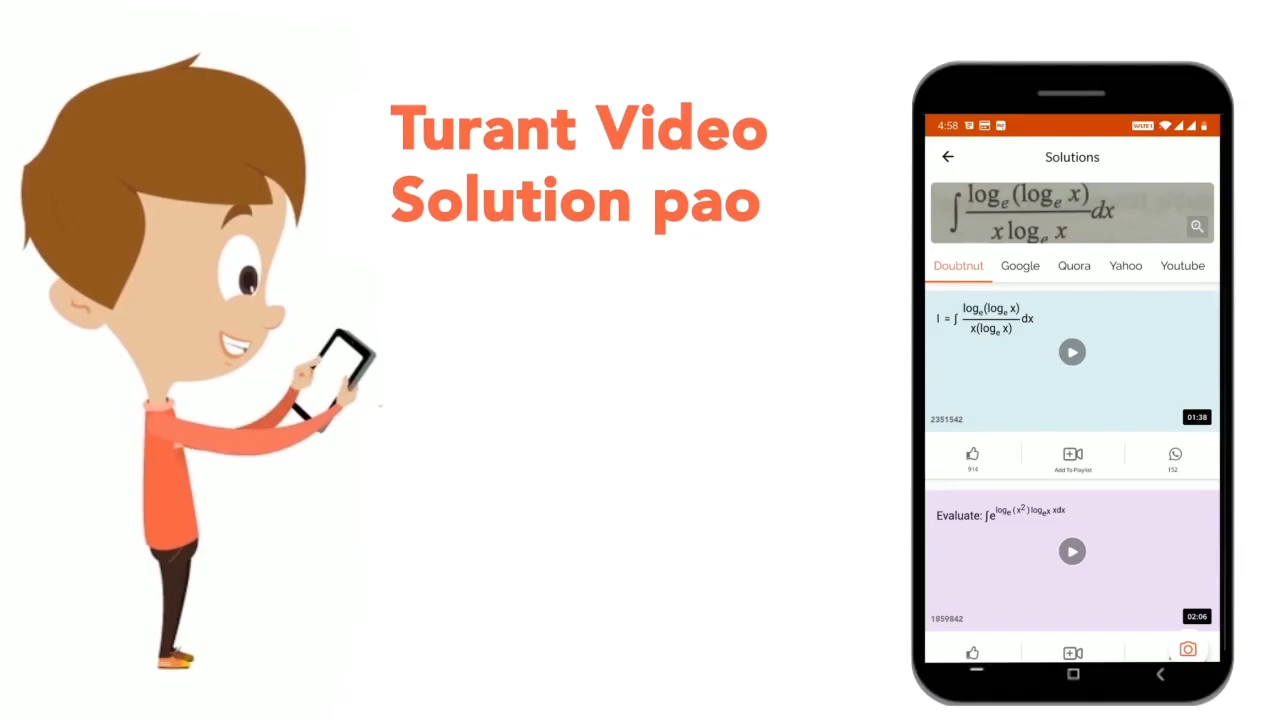 Turant Video
Solution pao
4:58
VoLTE1
Solutions
∫ logₑ(logₑ x) / x logₑ x dx
Doubtnut Google Quora Yahoo Youtube
I = ∫ logₑ(logₑ x) / x(logₑ x) dx
2351542 01:38
914 Add To Playlist 152
Evaluate: ∫e^logₑ(x²)logₑx xdx
1859842 02:06